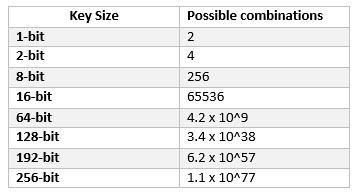 Key Size Possible combinations
1-bit 2
2-bit 4
8-bit 256
16-bit 65536
64-bit 4.2 x 10^9
128-bit 3.4 x 10^38
192-bit 6.2 x 10^57
256-bit 1.1 x 10^77